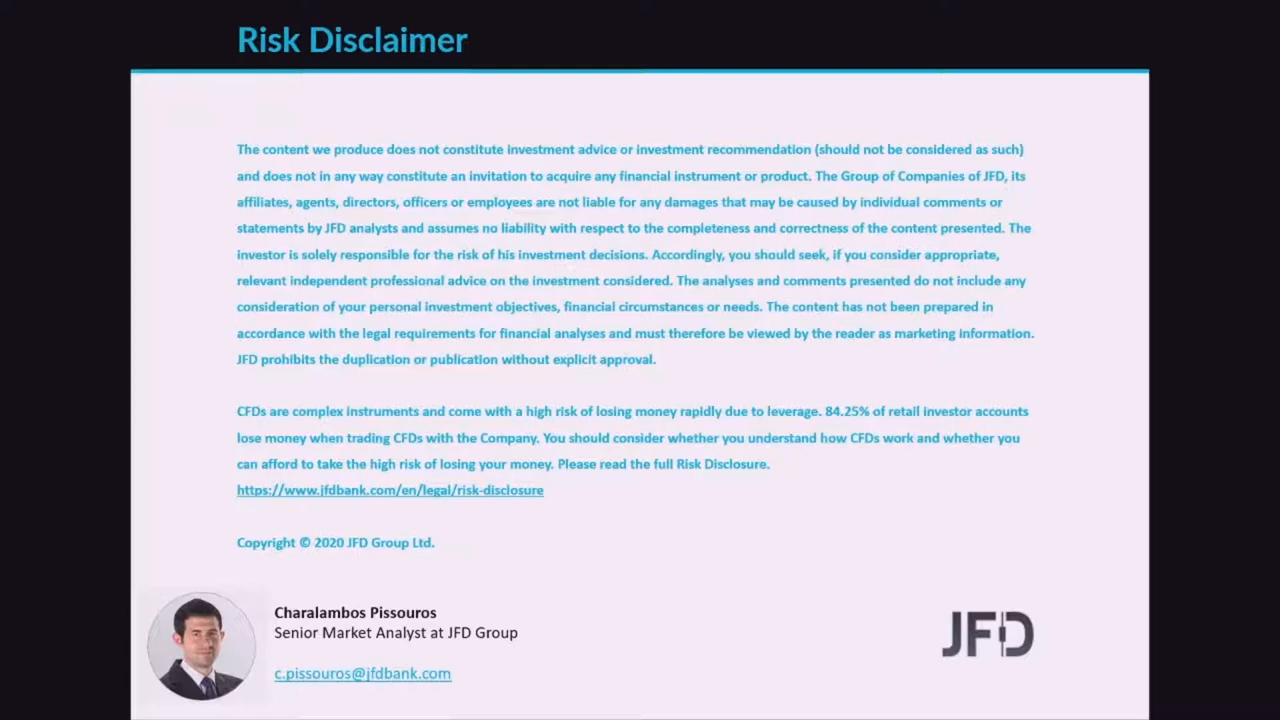 Risk Disclaimer
The content we produce does not constitute investment advice or investment recommendation (should not be considered as such)
and does not in any way constitute an invitation to acquire any financial instrument or product. The Group of Companies of JFD, its
affiliates, agents, directors, officers or employees are not liable for any damages that may be caused by individual comments or
statements by JFD analysts and assumes no liability with respect to the completeness and correctness of the content presented. The
investor is solely responsible for the risk of his investment decisions. Accordingly, you should seek, if you consider appropriate,
relevant independent professional advice on the investment considered. The analyses and comments presented do not include any
consideration of your personal investment objectives, financial circumstances or needs. The content has not been prepared in
accordance with the legal requirements for financial analyses and must therefore be viewed by the reader as marketing information.
JFD prohibits the duplication or publication without explicit approval.
CFDs are complex instruments and come with a high risk of losing money rapidly due to leverage. 84.25% of retail investor accounts
lose money when trading CFDs with the Company. You should consider whether you understand how CFDs work and whether you
can afford to take the high risk of losing your money. Please read the full Risk Disclosure.
https://www.jfdbank.com/en/legal/risk-disclosure
Copyright © 2020 JFD Group Ltd.
Charalambos Pissouros
Senior Market Analyst at JFD Group
c.pissouros@jfdbank.com
JFD